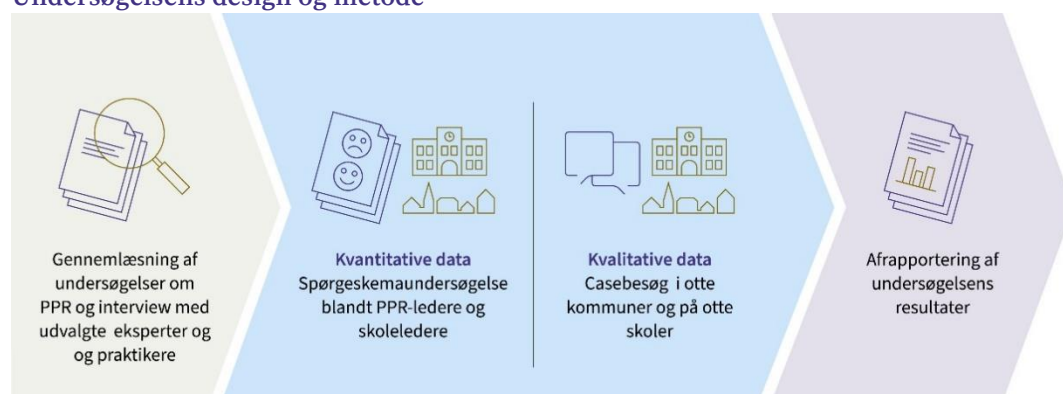 Undersøgelsens design og metode
Gennemlæsning af
undersøgelser om
PPR og interview med
udvalgte eksperter og
og praktikere
Kvantitative data
Spørgeskemaundersøgelse
blandt PPR-ledere og
skoleledere
Kvalitative data
Casebesøg i otte
kommuner og på otte
skoler
Afrapportering af
undersøgelsens
resultater